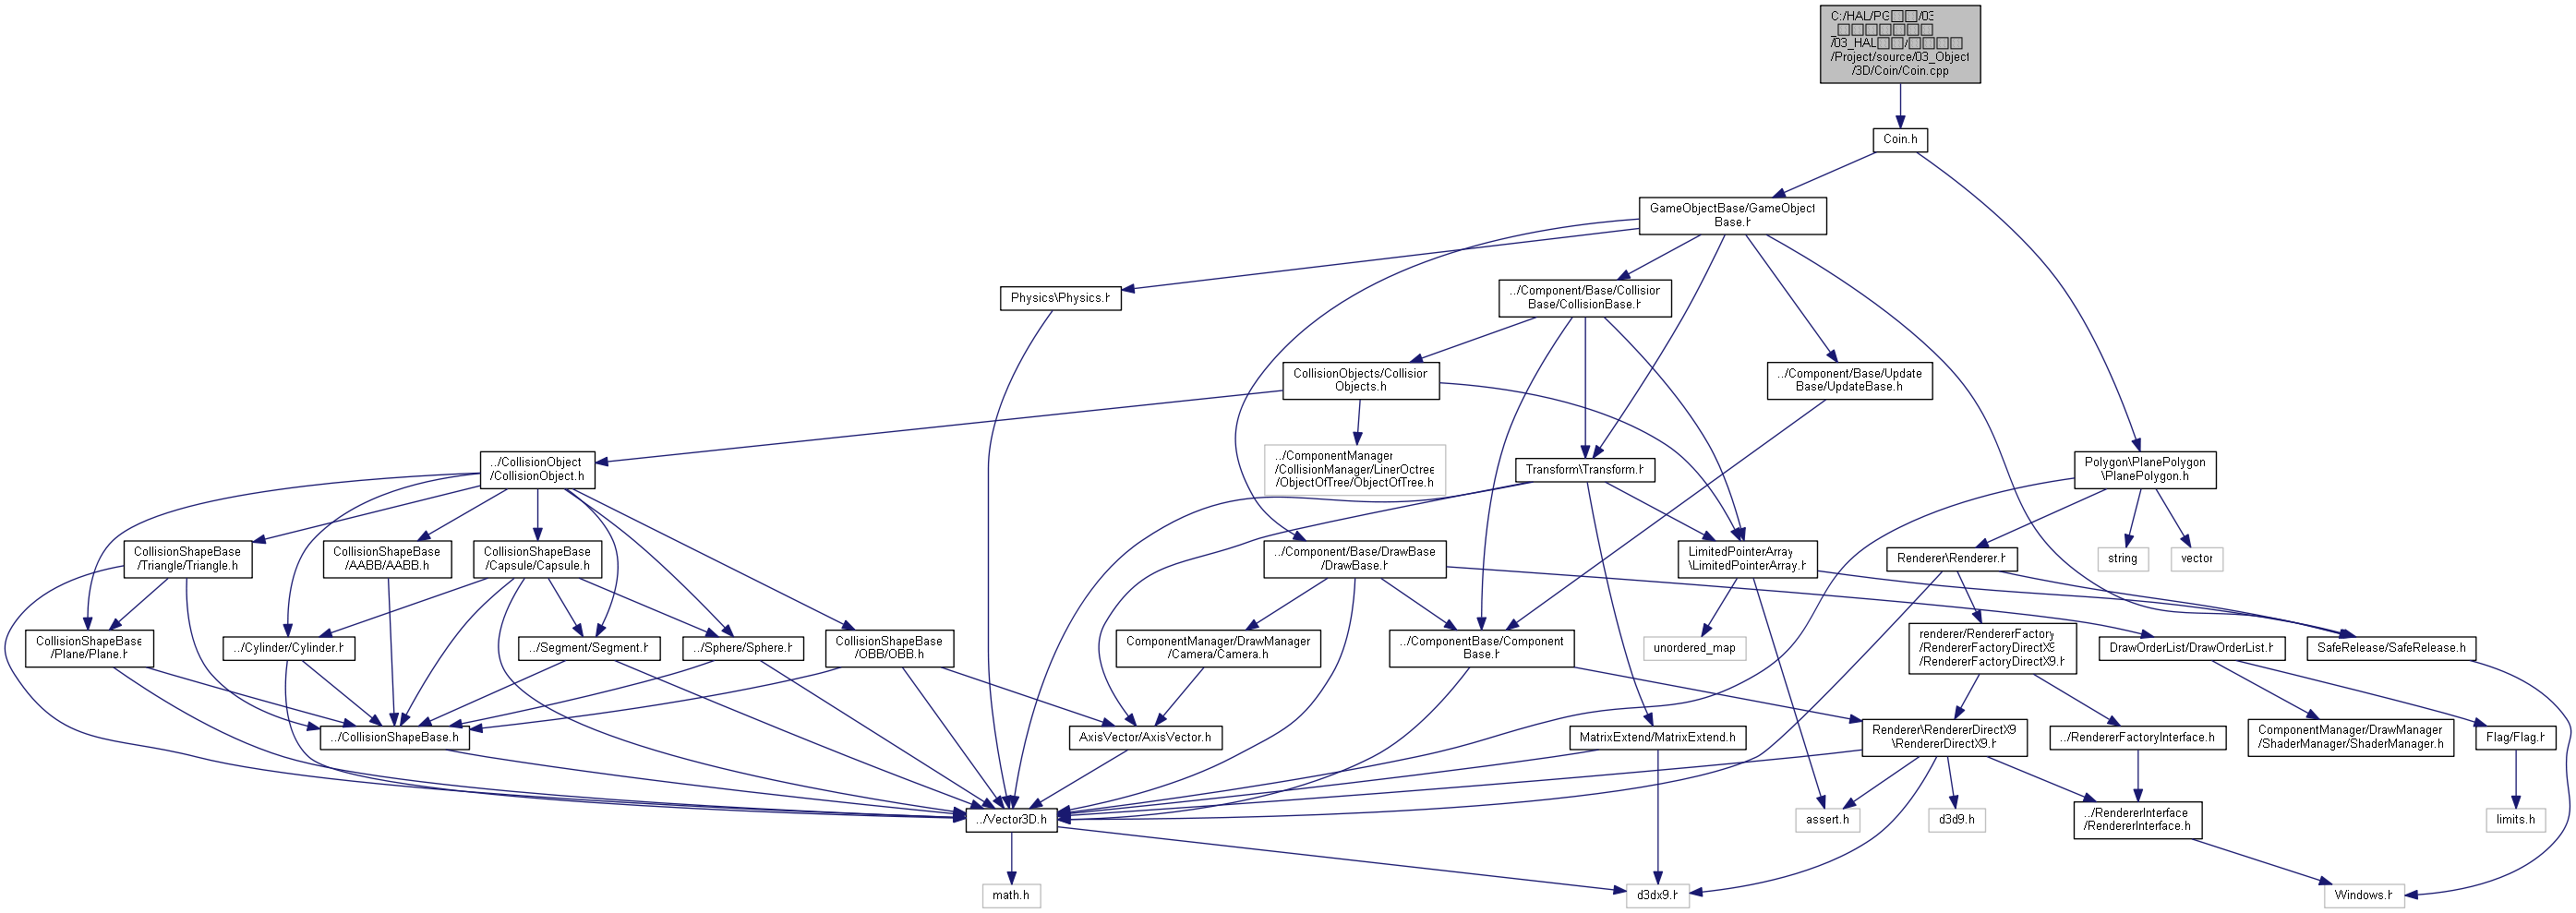 C:/HAL/PG□□/03
_□□□□□□□
/03_HAL□□/□□□□
/Project/source/03_Object
/3D/Coin/Coin.cpp
Coin.h
GameObjectBase/GameObject
Base.h
Physics\Physics.h
../Component/Base/Collision
Base/CollisionBase.h
CollisionObjects/Collision
Objects.h
../Component/Base/Update
Base/UpdateBase.h
../ComponentManager
/CollisionManager/LinerOctree
/ObjectOfTree/ObjectOfTree.h
../CollisionObject
/CollisionObject.h
Transform\Transform.h
Polygon\PlanePolygon
\PlanePolygon.h
CollisionShapeBase
/Triangle/Triangle.h
CollisionShapeBase
/AABB/AABB.h
CollisionShapeBase
/Capsule/Capsule.h
../Component/Base/DrawBase
/DrawBase.h
LimitedPointerArray
\LimitedPointerArray.h
Renderer\Renderer.h
string
vector
CollisionShapeBase
/Plane/Plane.h
../Cylinder/Cylinder.h
../Segment/Segment.h
../Sphere/Sphere.h
CollisionShapeBase
/OBB/OBB.h
ComponentManager/DrawManager
/Camera/Camera.h
../ComponentBase/Component
Base.h
unordered_map
renderer/RendererFactory
/RendererFactoryDirectX9
/RendererFactoryDirectX9.h
DrawOrderList/DrawOrderList.h
SafeRelease/SafeRelease.h
../CollisionShapeBase.h
AxisVector/AxisVector.h
MatrixExtend/MatrixExtend.h
Renderer\RendererDirectX9
\RendererDirectX9.h
../RendererFactoryInterface.h
ComponentManager/DrawManager
/ShaderManager/ShaderManager.h
Flag/Flag.h
../Vector3D.h
assert.h
d3d9.h
../RendererInterface
/RendererInterface.h
limits.h
math.h
d3dx9.h
Windows.h